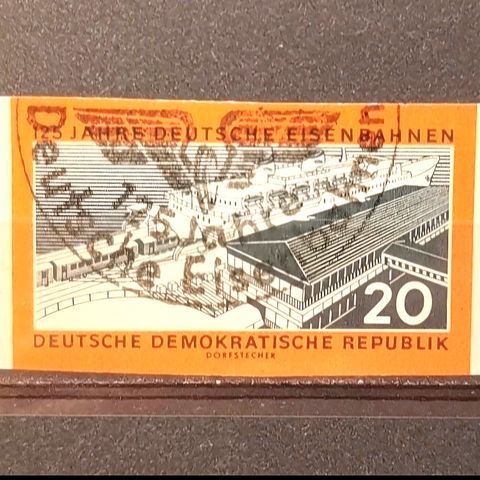 125 JAHRE DEUTSCHE EISENBAHNEN
20
DEUTSCHE DEMOKRATISCHE REPUBLIK
DORFSTECHER